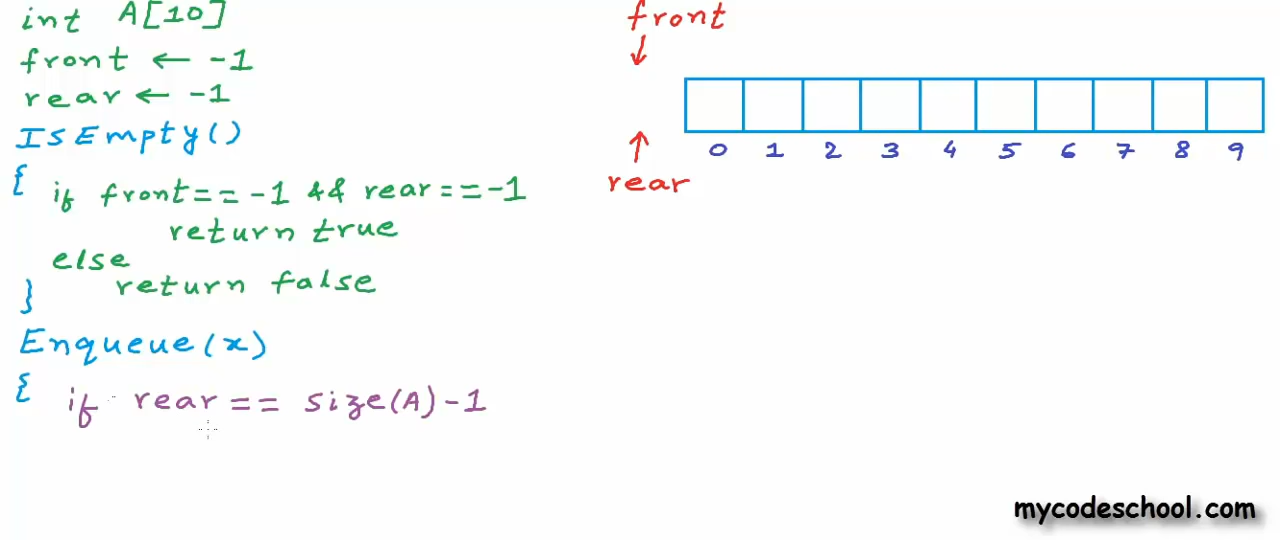 int A[10]
front ← -1
rear ← -1
IsEmpty()
{
if front == -1 && rear == -1
return true
else
return false
}
Enqueue(x)
{ if rear == size(A) -1
front
0 1 2 3 4 5 6 7 8 9
rear
mycodeschool.com